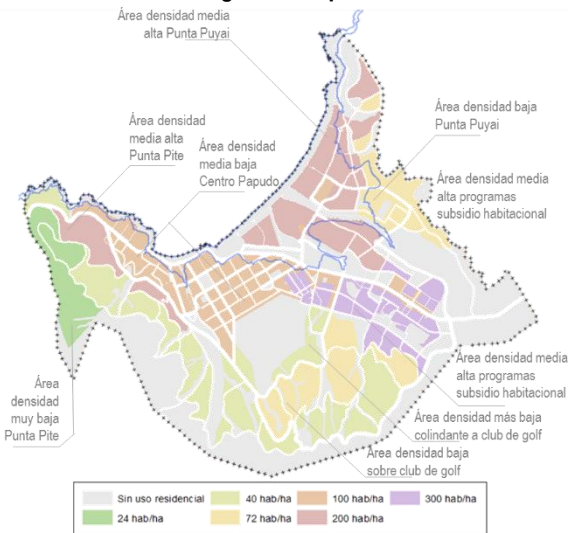 Área densidad media
alta Punta Puyai
Área densidad
media alta
Punta Pite
Área densidad
media baja
Centro Papudo
Área densidad baja
Punta Puyai
Área densidad media
alta programas
subsidio habitacional
Área densidad media
alta programas
subsidio habitacional
Área
densidad
muy baja
Punta Pite
Área densidad más baja
colindante a club de golf
Área densidad baja
sobre club de golf
Sin uso residencial
40 hab/ha
100 hab/ha
300 hab/ha
24 hab/ha
72 hab/ha
200 hab/ha